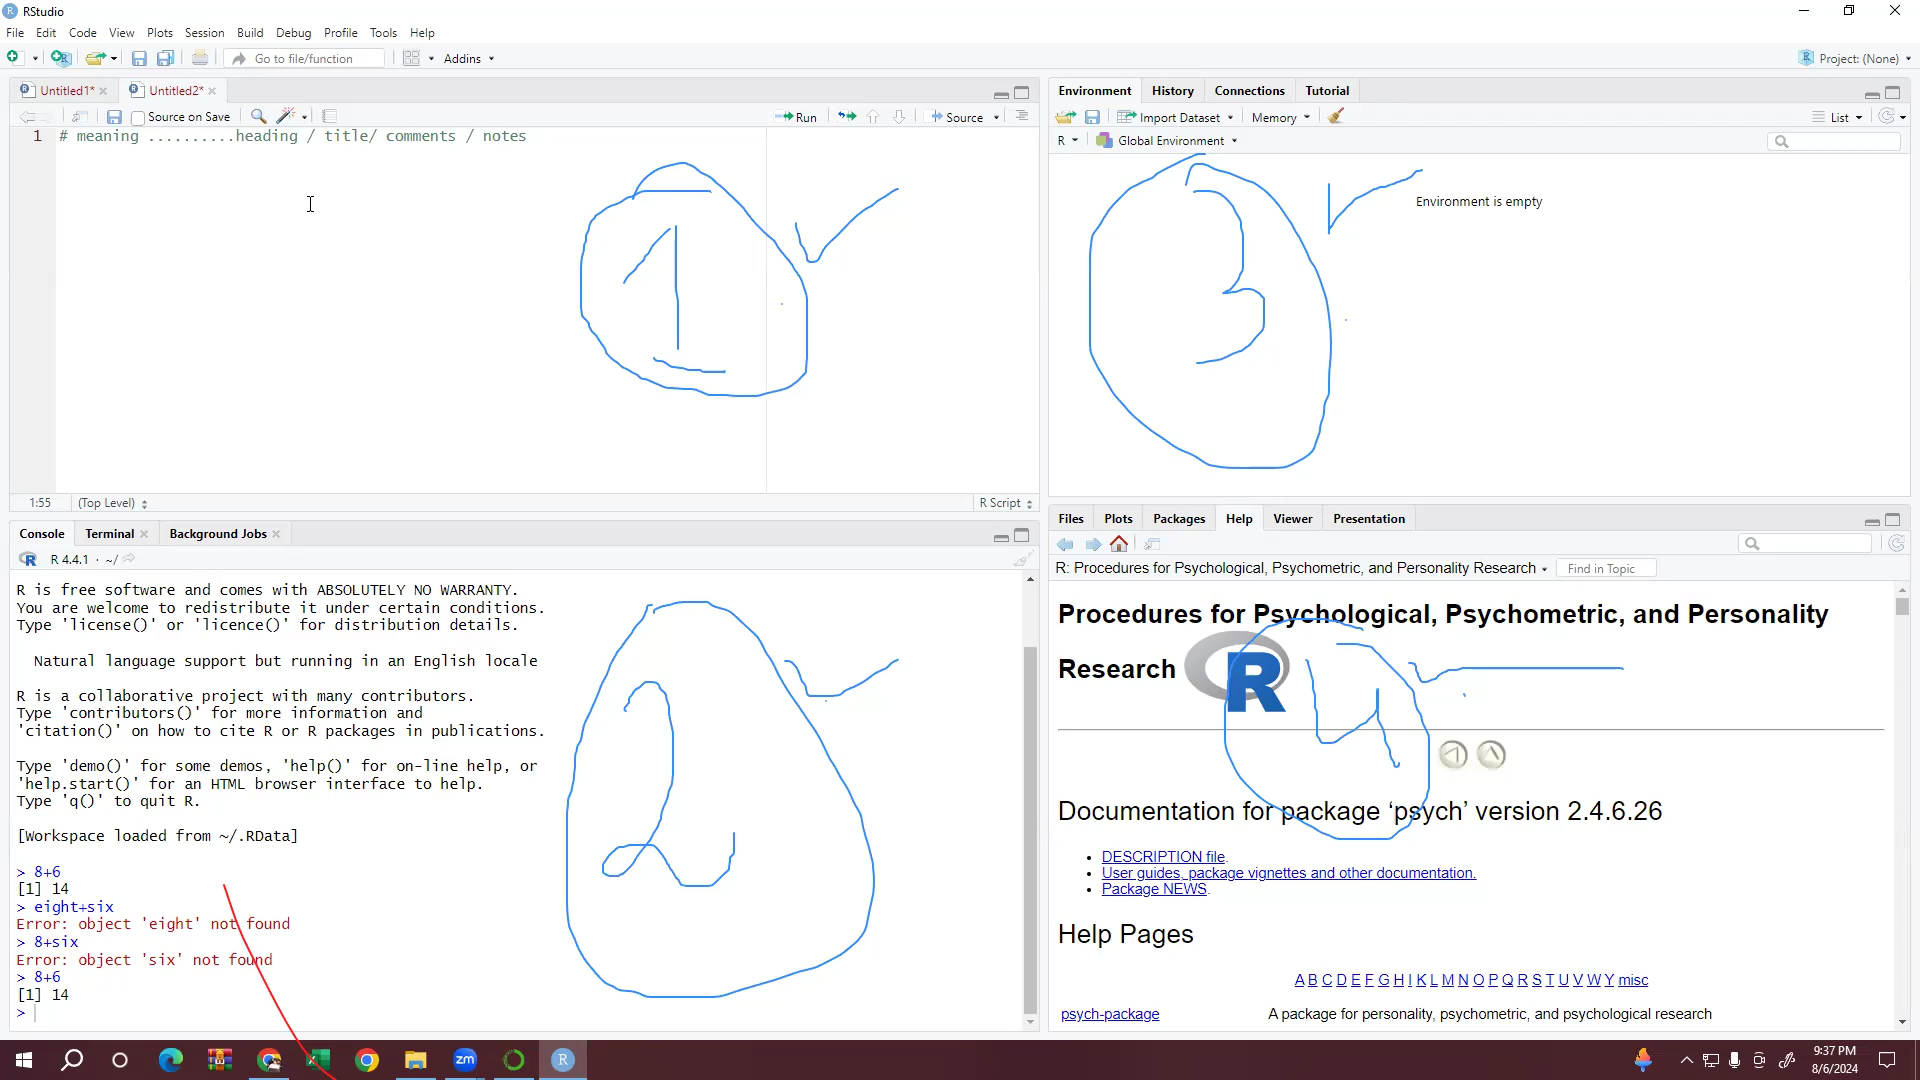 RStudio
File Edit Code View Plots Session Build Debug Profile Tools Help
Go to file/function Addins Project: (None)
Untitled1* Untitled2*
Source on Save Run Source
1 # meaning ..........heading / title/ comments / notes
1
1:55 (Top Level) R Script
Console Terminal Background Jobs
R 4.4.1 · ~/
R is free software and comes with ABSOLUTELY NO WARRANTY.
You are welcome to redistribute it under certain conditions.
Type 'license()' or 'licence()' for distribution details.
Natural language support but running in an English locale
R is a collaborative project with many contributors.
Type 'contributors()' for more information and
'citation()' on how to cite R or R packages in publications.
Type 'demo()' for some demos, 'help()' for on-line help, or
'help.start()' for an HTML browser interface to help.
Type 'q()' to quit R.
[Workspace loaded from ~/.RData]
> 8+6
[1] 14
> eight+six
Error: object 'eight' not found
> 8+six
Error: object 'six' not found
> 8+6
[1] 14
>
2
Environment History Connections Tutorial
Import Dataset Memory List
R Global Environment
Environment is empty
3
Files Plots Packages Help Viewer Presentation
R: Procedures for Psychological, Psychometric, and Personality Research Find in Topic
Procedures for Psychological, Psychometric, and Personality
Research R
4
Documentation for package ‘psych’ version 2.4.6.26
DESCRIPTION file.
User guides, package vignettes and other documentation.
Package NEWS.
Help Pages
A B C D E F G H I K L M N O P Q R S T U V W Y misc
psych-package A package for personality, psychometric, and psychological research
zm R
9:37 PM
8/6/2024